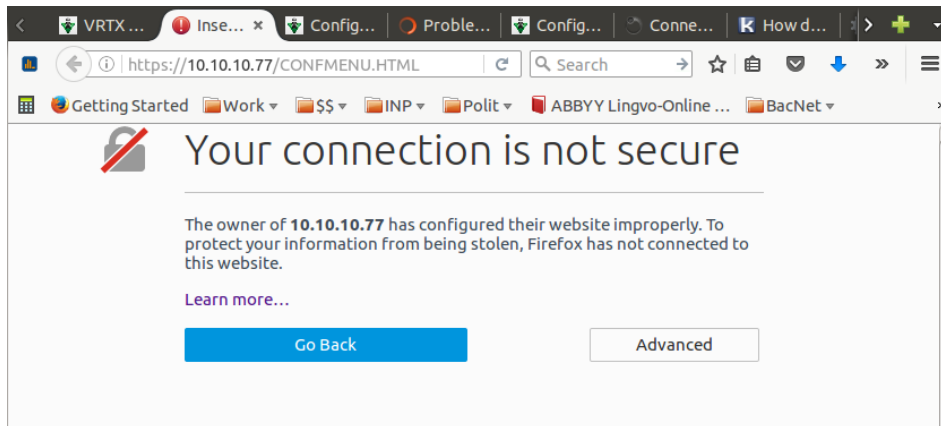 VRTX ... Inse... × Config... Proble... Config... Conne... How d...
https://10.10.10.77/CONFMENU.HTML Search
Getting Started Work $$ INP Polit ABBYY Lingvo-Online ... BacNet
Your connection is not secure
The owner of 10.10.10.77 has configured their website improperly. To
protect your information from being stolen, Firefox has not connected to
this website.
Learn more...
Go Back Advanced